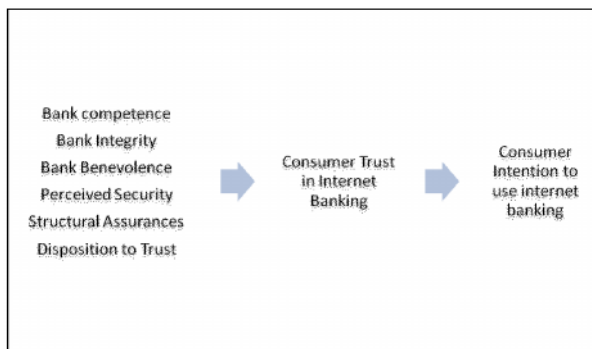 Bank competence
Bank Integrity
Bank Benevolence
Perceived Security
Structural Assurances
Disposition to Trust
Consumer Trust
in Internet
Banking
Consumer
Intention to
use internet
banking